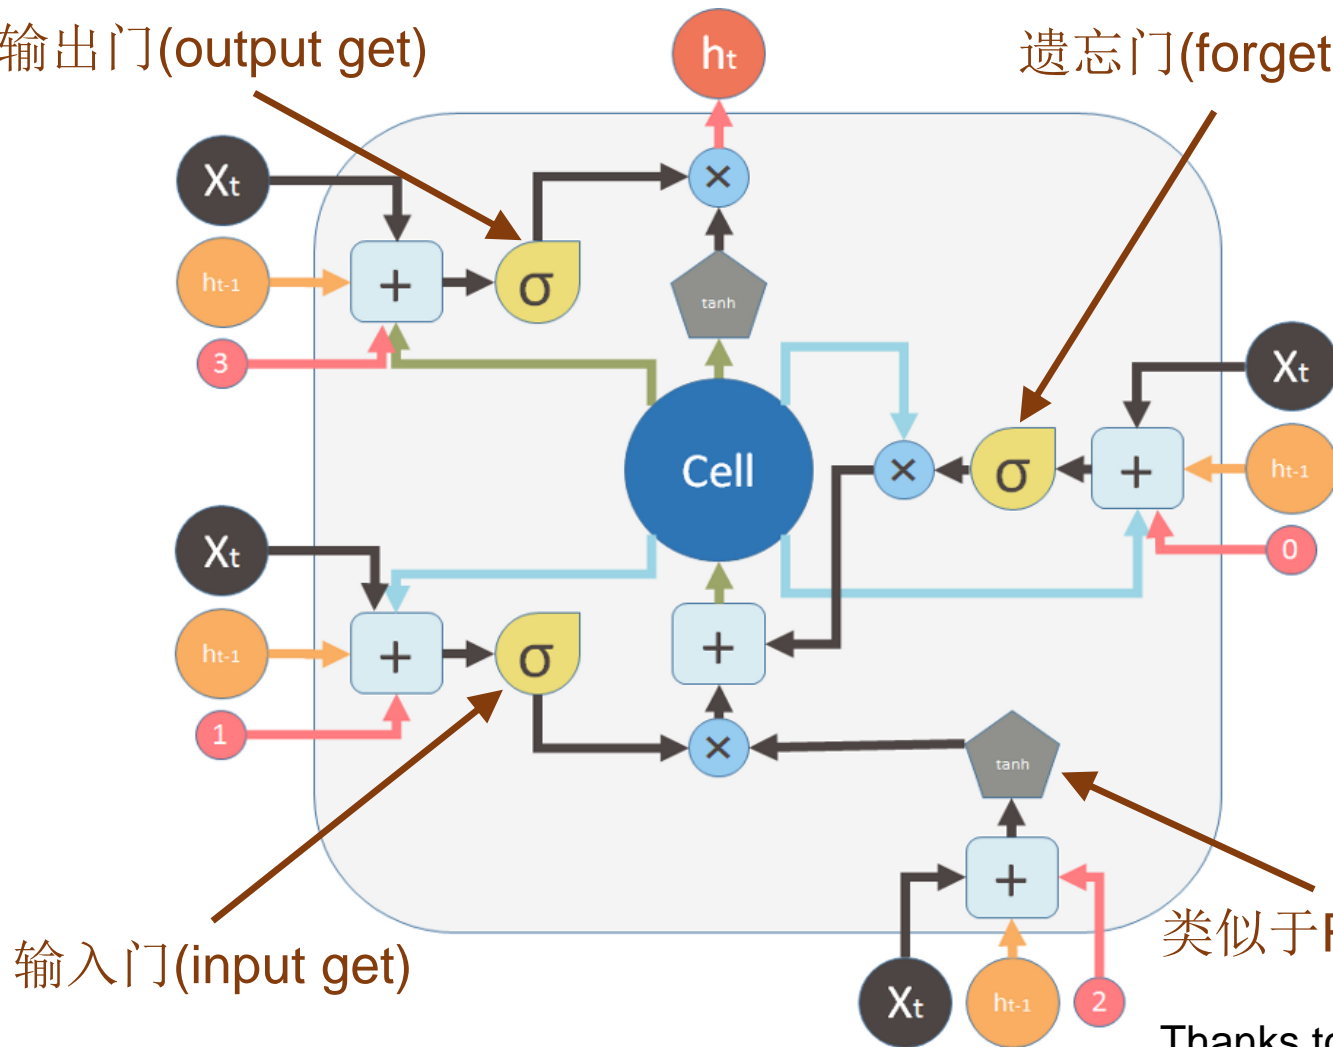 输出门(output get)
ht
遗忘门(forget
Xt
×
ht-1
+
σ
tanh
3
Xt
Cell
×
σ
+
ht-1
0
Xt
ht-1
+
σ
+
1
×
tanh
+
类似于
输入门(input get)
Xt
ht-1
2
Thanks to